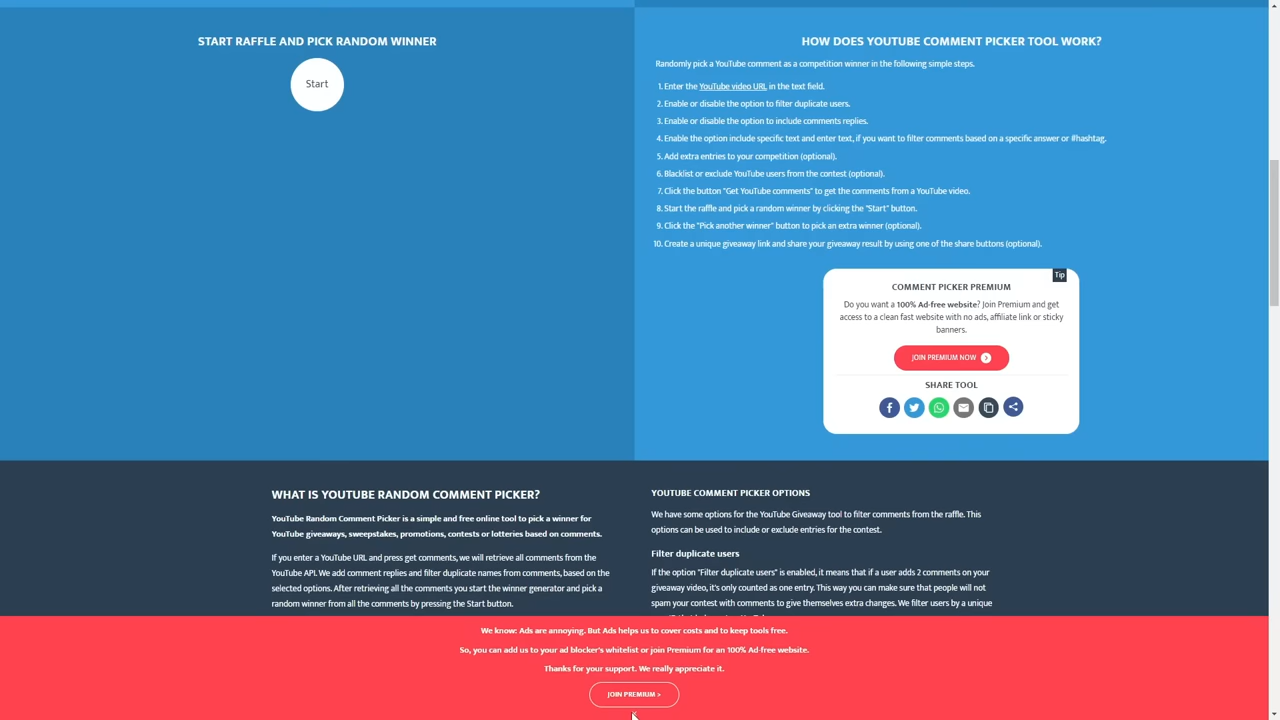 START RAFFLE AND PICK RANDOM WINNER
Start
HOW DOES YOUTUBE COMMENT PICKER TOOL WORK?
Randomly pick a YouTube comment as a competition winner in the following simple steps.
1. Enter the YouTube video URL in the text field.
2. Enable or disable the option to filter duplicate users.
3. Enable or disable the option to include comments replies.
4. Enable the option include specific text and enter text, if you want to filter comments based on a specific answer or #hashtag.
5. Add extra entries to your competition (optional).
6. Blacklist or exclude YouTube users from the contest (optional).
7. Click the button "Get YouTube comments" to get the comments from a YouTube video.
8. Start the raffle and pick a random winner by clicking the "Start" button.
9. Click the "Pick another winner" button to pick an extra winner (optional).
10. Create a unique giveaway link and share your giveaway result by using one of the share buttons (optional).
Tip
COMMENT PICKER PREMIUM
Do you want a 100% Ad-free website? Join Premium and get
access to a clean fast website with no ads, affiliate link or sticky
banners.
JOIN PREMIUM NOW
SHARE TOOL
WHAT IS YOUTUBE RANDOM COMMENT PICKER?
YouTube Random Comment Picker is a simple and free online tool to pick a winner for
YouTube giveaways, sweepstakes, promotions, contests or lotteries based on comments.
If you enter a YouTube URL and press get comments, we will retrieve all comments from the
YouTube API. We add comment replies and filter duplicate names from comments, based on the
selected options. After retrieving all the comments you start the winner generator and pick a
random winner from all the comments by pressing the Start button.
YOUTUBE COMMENT PICKER OPTIONS
We have some options for the YouTube Giveaway tool to filter comments from the raffle. This
options can be used to include or exclude entries for the contest.
Filter duplicate users
If the option "Filter duplicate users" is enabled, it means that if a user adds 2 comments on your
giveaway video, it's only counted as one entry. This way you can make sure that people will not
spam your contest with comments to give themselves extra changes. We filter users by a unique
We know: Ads are annoying. But Ads helps us to cover costs and to keep tools free.
So, you can add us to your ad blocker's whitelist or join Premium for an 100% Ad-free website.
Thanks for your support. We really appreciate it.
JOIN PREMIUM >